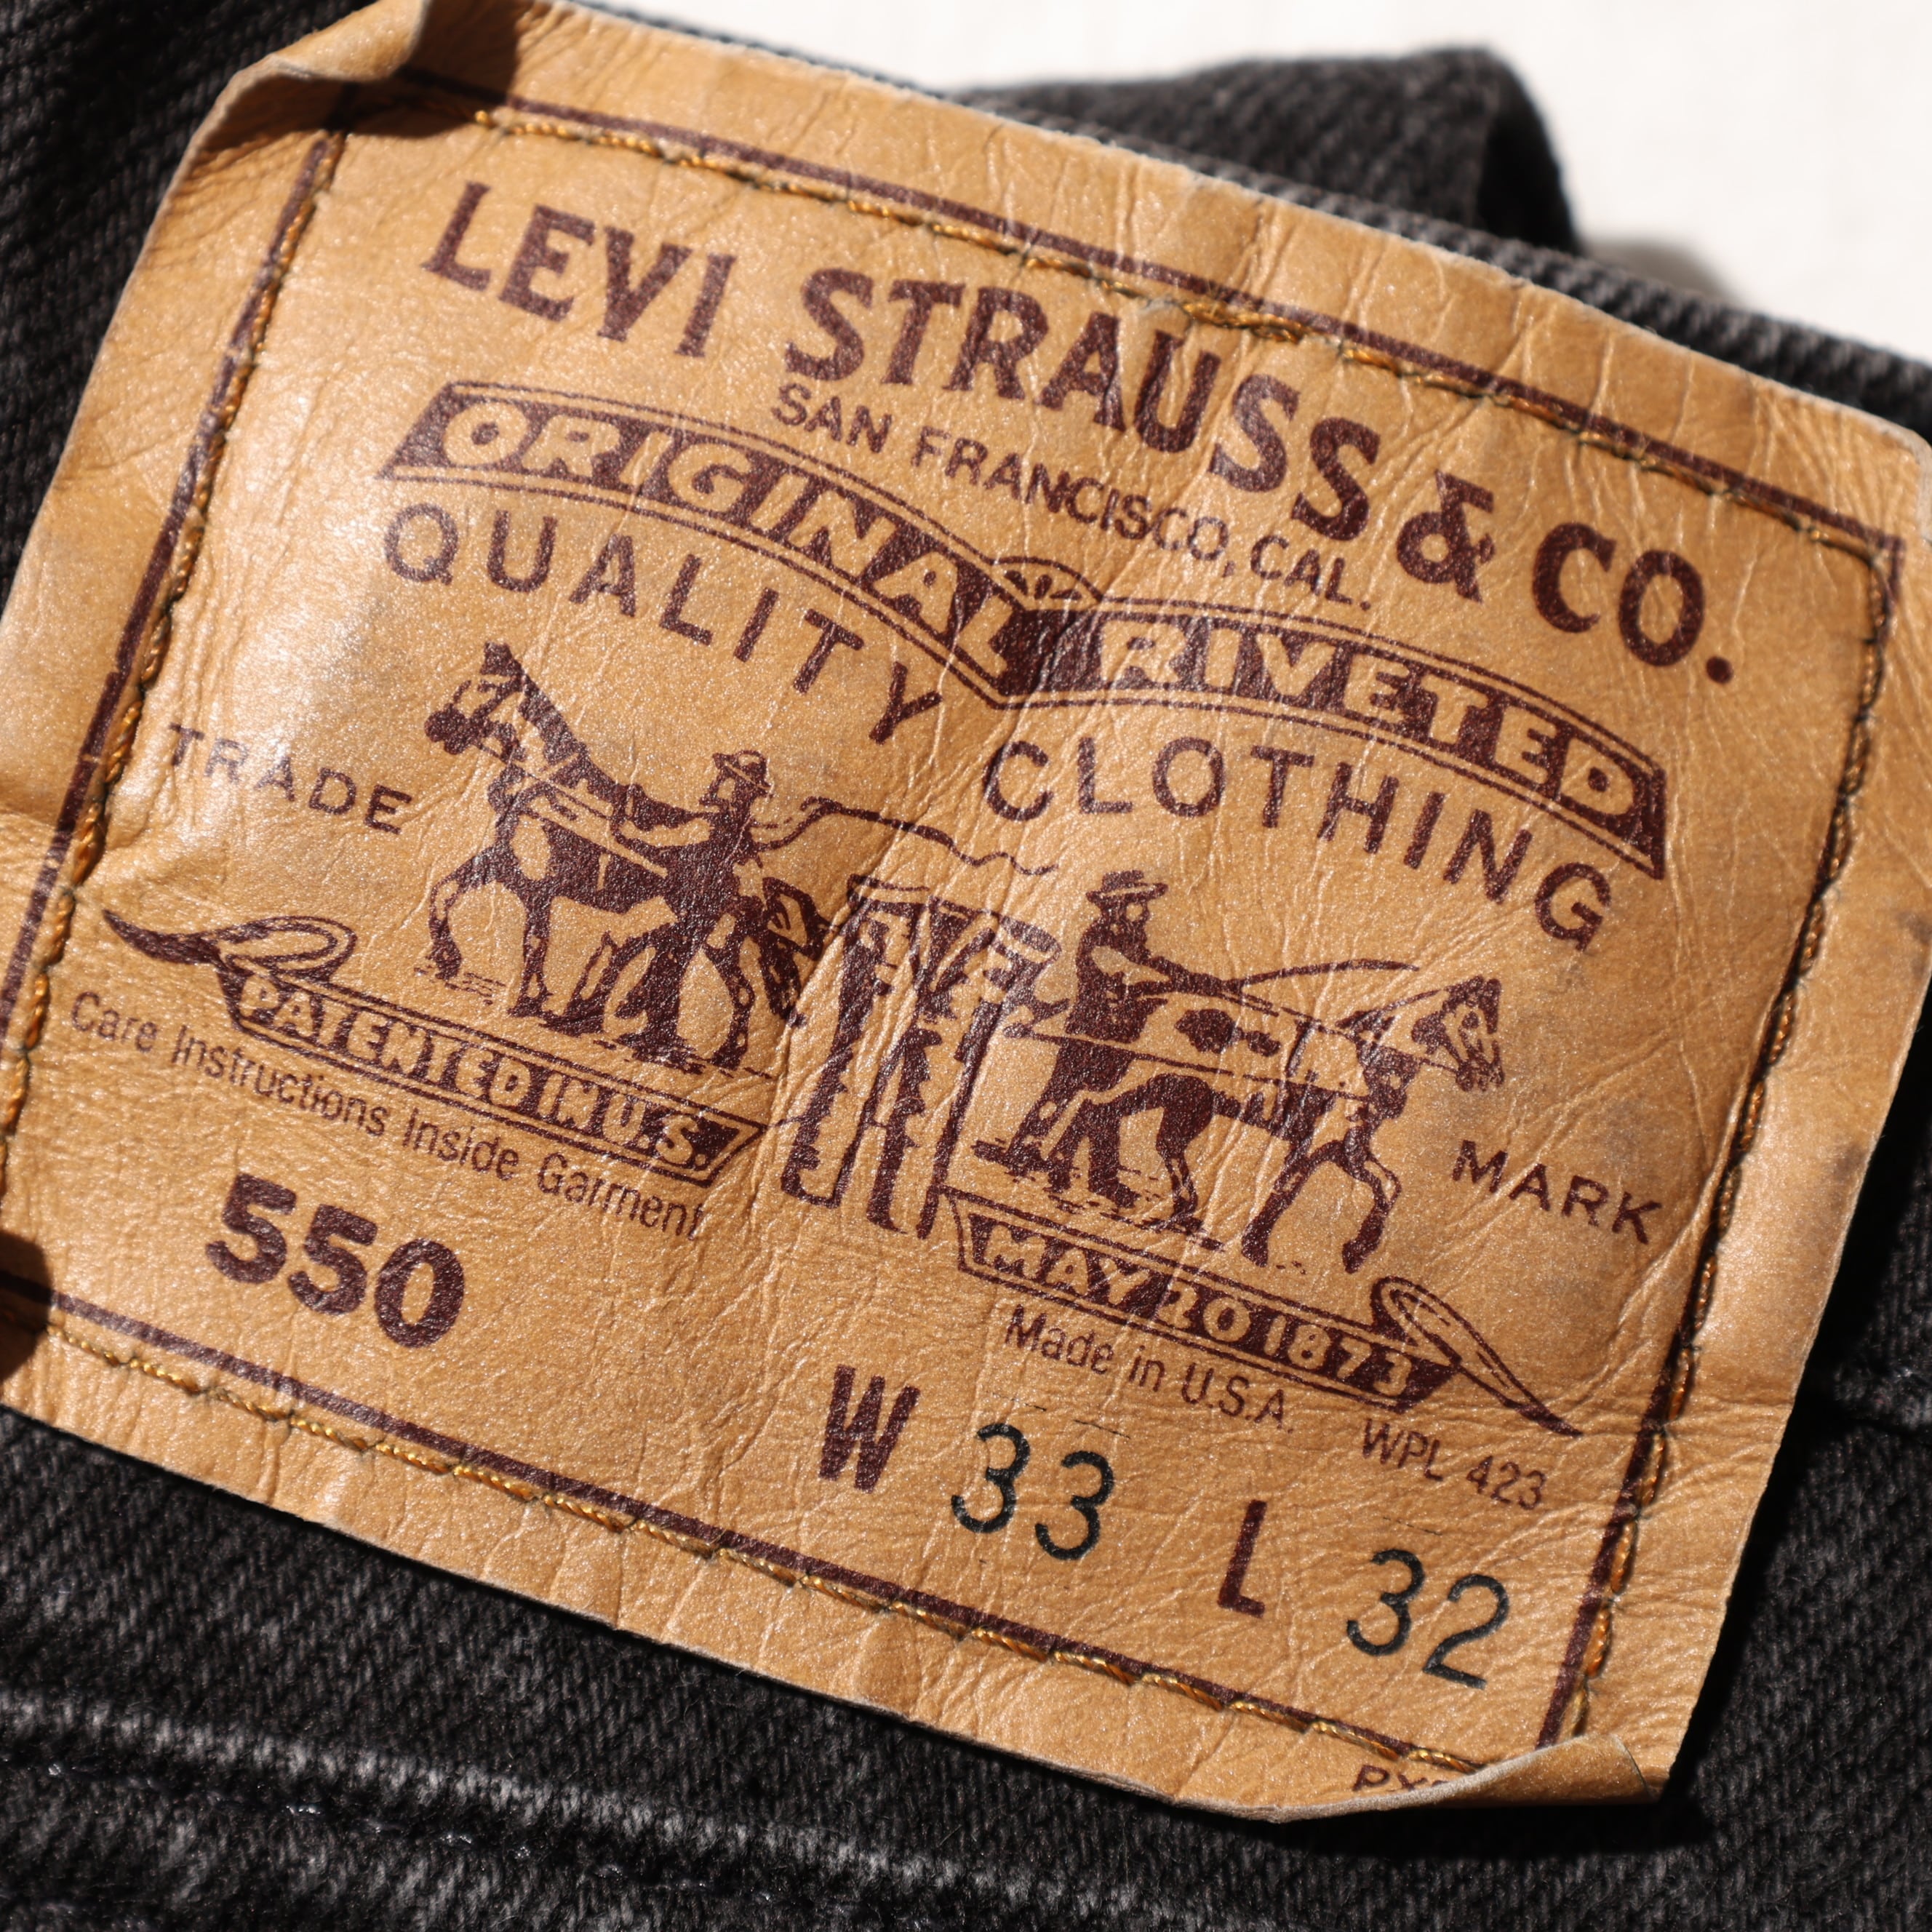 LEVI STRAUSS & CO.
SAN FRANCISCO, CAL.
ORIGINAL RIVETED
QUALITY CLOTHING
TRADE MARK
PATENTED IN U.S.
MAY 20 1873
Care Instructions Inside Garment
Made in U.S.A.
WPL 423
550
W 33 L 32